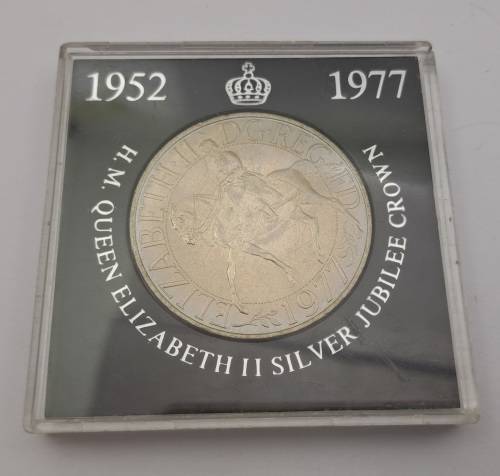 1952 1977
H. M. QUEEN ELIZABETH II SILVER JUBILEE CROWN
ELIZABETH·II D·G·REG F·D 1977